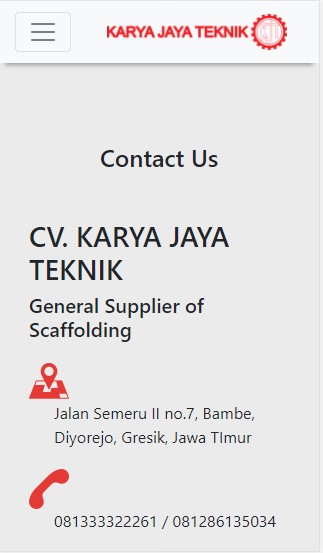 KARYA JAYA TEKNIK
Contact Us
CV. KARYA JAYA
TEKNIK
General Supplier of
Scaffolding
Jalan Semeru II no.7, Bambe,
Diyorejo, Gresik, Jawa TImur
081333322261 / 081286135034